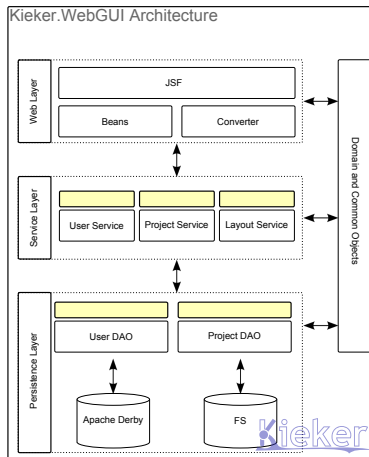 Kieker.WebGUI Architecture
Web Layer
JSF
Beans
Converter
Domain and Common Objects
Service Layer
User Service
Project Service
Layout Service
Persistence Layer
User DAO
Project DAO
Apache Derby
FS
Kieker